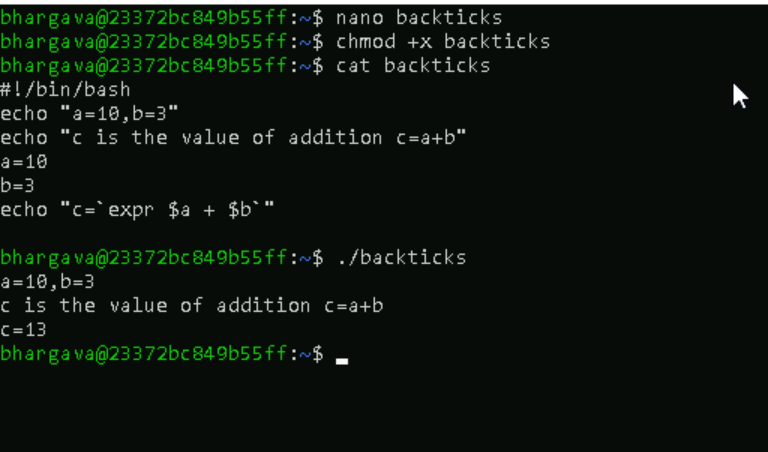 bhargava@23372bc849b55ff:~$ nano backticks
bhargava@23372bc849b55ff:~$ chmod +x backticks
bhargava@23372bc849b55ff:~$ cat backticks
#!/bin/bash
echo "a=10,b=3"
echo "c is the value of addition c=a+b"
a=10
b=3
echo "c=`expr $a + $b`"
bhargava@23372bc849b55ff:~$ ./backticks
a=10,b=3
c is the value of addition c=a+b
c=13
bhargava@23372bc849b55ff:~$